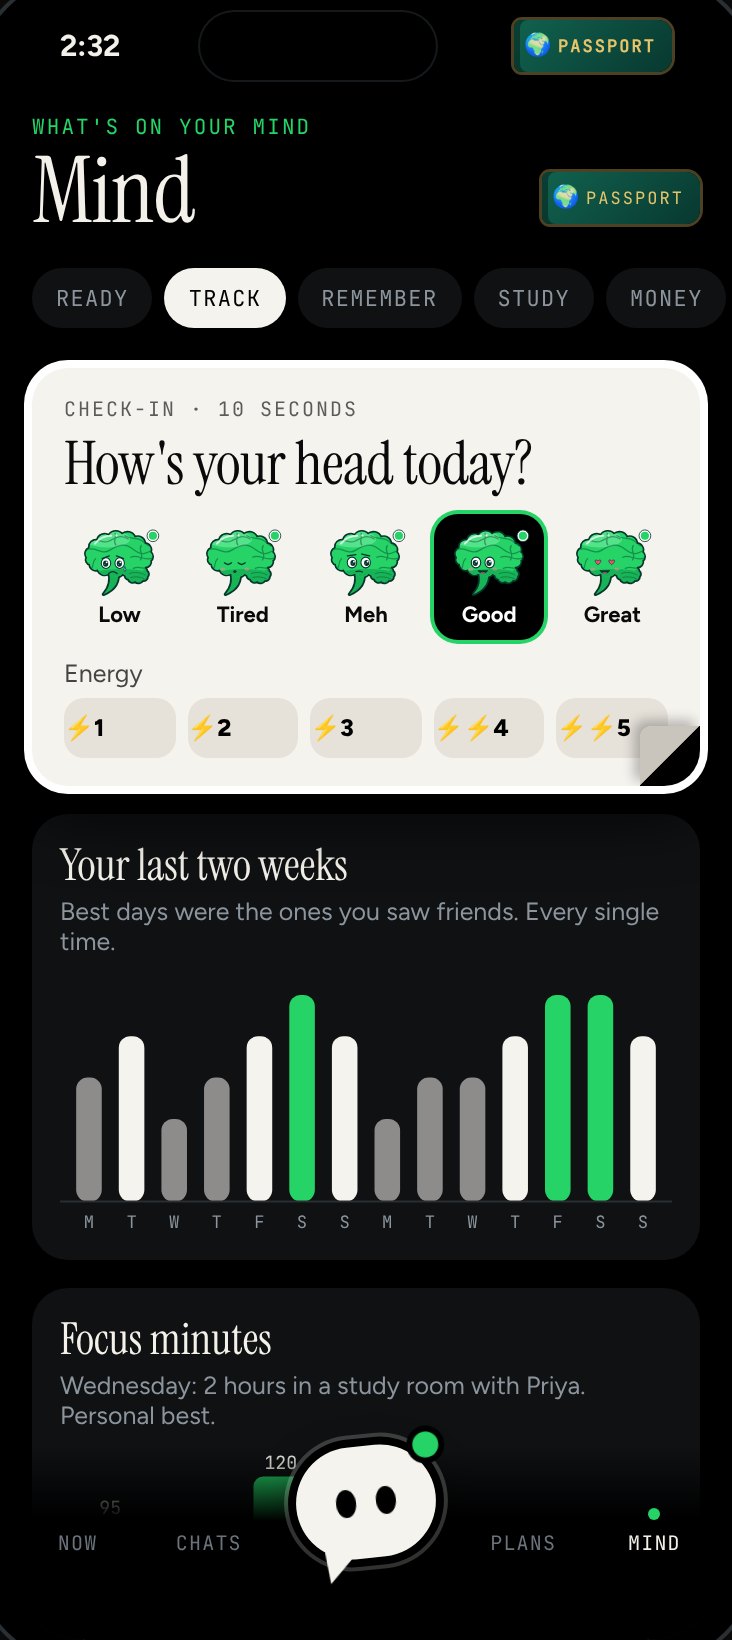 2:32
🌍 PASSPORT
WHAT'S ON YOUR MIND
Mind
🌍 PASSPORT
READY TRACK REMEMBER STUDY MONEY
CHECK-IN · 10 SECONDS
How's your head today?
Low Tired Meh Good Great
Energy
⚡1 ⚡2 ⚡3 ⚡⚡4 ⚡⚡5
Your last two weeks
Best days were the ones you saw friends. Every single
time.
M T W T F S S M T W T F S S
Focus minutes
Wednesday: 2 hours in a study room with Priya.
Personal best.
120
95
NOW CHATS PLANS MIND